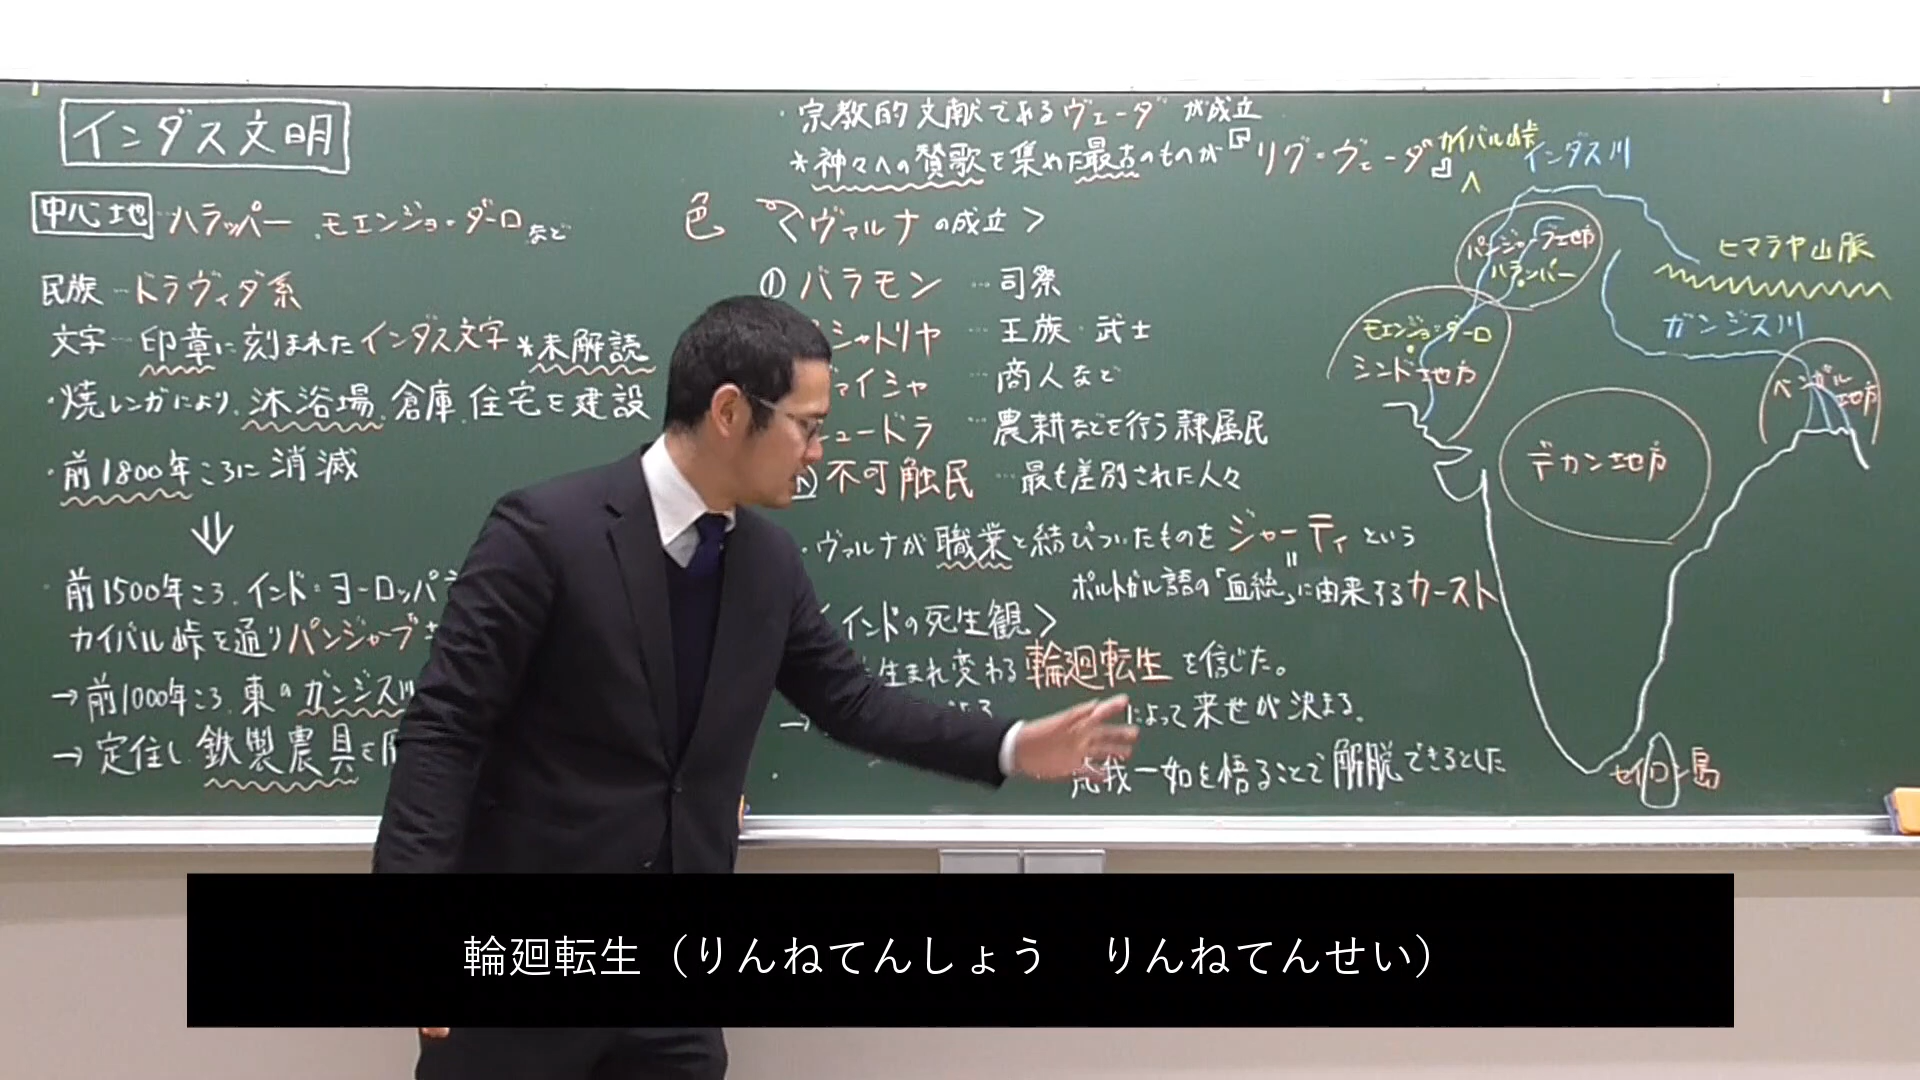 インダス文明
中心地 ハラッパー モエンジョ・ダーロ など
民族…ドラヴィダ系
文字…印章に刻まれたインダス文字 *未解読
・焼レンガにより、沐浴場、倉庫、住宅を建設
・前1800年ころに消滅
⇓
・前1500年ころ、インド=ヨーロッパ
カイバル峠を通りパンジャーブ
→前1000年ころ、東のガンジス川
→定住し、鉄製農具を
・宗教的文献であるヴェーダが成立
*神々への賛歌を集めた最古のものが『リグ・ヴェーダ』
色 <ヴァルナの成立>
① バラモン …司祭
シャトリヤ …王族・武士
ァイシャ …商人など
ュードラ …農耕などを行う隷属民
不可触民 …最も差別された人々
・ヴァルナが職業と結びついたものをジャーティという
=
ポルトガル語の「血統」に由来するカースト
インドの死生観>
生まれ変わる輪廻転生を信じた。
→ によって来世が決まる。
・ 我一如を悟ることで解脱できるとした
カイバル峠
インダス川
パンジャーブ地方
ハラッパー
ヒマラヤ山脈
モエンジョ・ダーロ
シンド地方
ガンジス川
ベンガル地方
デカン地方
セイロン島
輪廻転生（りんねてんしょう　りんねてんせい）